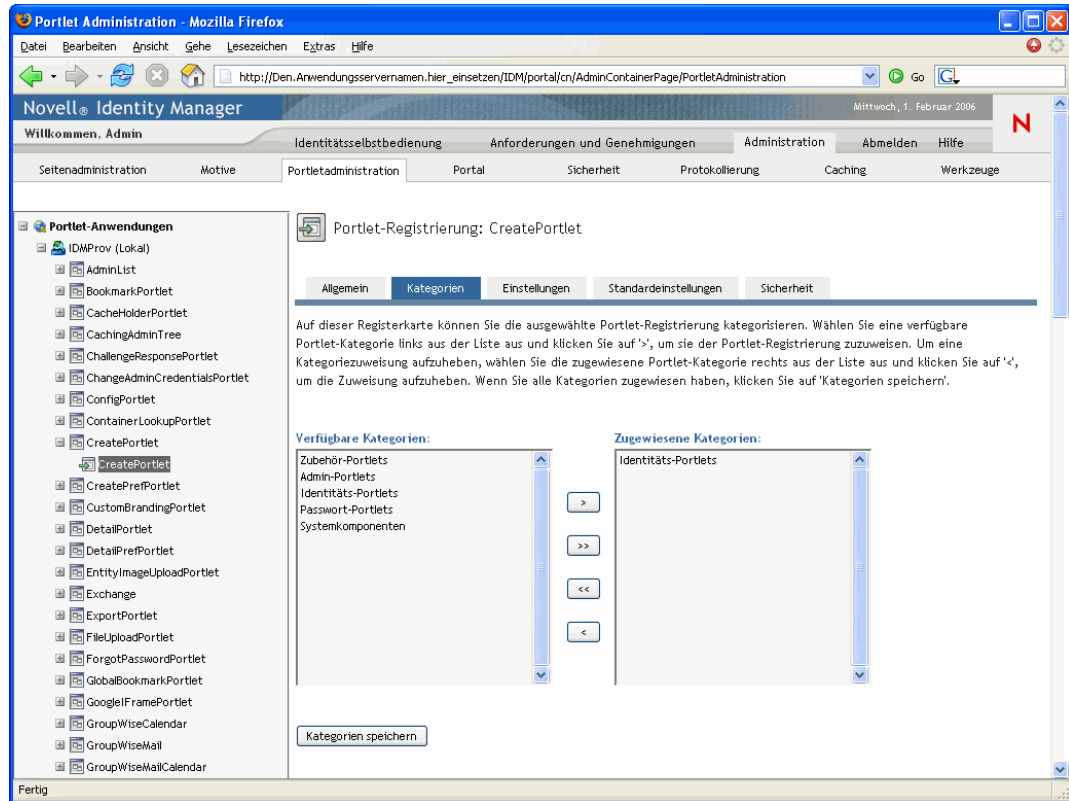 Portlet Administration - Mozilla Firefox
Datei Bearbeiten Ansicht Gehe Lesezeichen Extras Hilfe
http://Den.Anwendungsservernamen.hier_einsetzen/IDM/portal/cn/AdminContainerPage/PortletAdministration Go G
Novell® Identity Manager
Mittwoch, 1. Februar 2006
N
Willkommen, Admin
Identitätsselbstbedienung Anforderungen und Genehmigungen Administration Abmelden Hilfe
Seitenadministration Motive Portletadministration Portal Sicherheit Protokollierung Caching Werkzeuge
Portlet-Anwendungen
IDMProv (Lokal)
AdminList
BookmarkPortlet
CacheHolderPortlet
CachingAdminTree
ChallengeResponsePortlet
ChangeAdminCredentialsPortlet
ConfigPortlet
ContainerLookupPortlet
CreatePortlet
CreatePortlet
CreatePrefPortlet
CustomBrandingPortlet
DetailPortlet
DetailPrefPortlet
EntityImageUploadPortlet
Exchange
ExportPortlet
FileUploadPortlet
ForgotPasswordPortlet
GlobalBookmarkPortlet
GoogleIFramePortlet
GroupWiseCalendar
GroupWiseMail
GroupWiseMailCalendar
Portlet-Registrierung: CreatePortlet
Allgemein Kategorien Einstellungen Standardeinstellungen Sicherheit
Auf dieser Registerkarte können Sie die ausgewählte Portlet-Registrierung kategorisieren. Wählen Sie eine verfügbare
Portlet-Kategorie links aus der Liste aus und klicken Sie auf '>', um sie der Portlet-Registrierung zuzuweisen. Um eine
Kategoriezuweisung aufzuheben, wählen Sie die zugewiesene Portlet-Kategorie rechts aus der Liste aus und klicken Sie auf '<',
um die Zuweisung aufzuheben. Wenn Sie alle Kategorien zugewiesen haben, klicken Sie auf 'Kategorien speichern'.
Verfügbare Kategorien:
Zubehör-Portlets
Admin-Portlets
Identitäts-Portlets
Passwort-Portlets
Systemkomponenten
>
>>
<<
<
Zugewiesene Kategorien:
Identitäts-Portlets
Kategorien speichern
Fertig